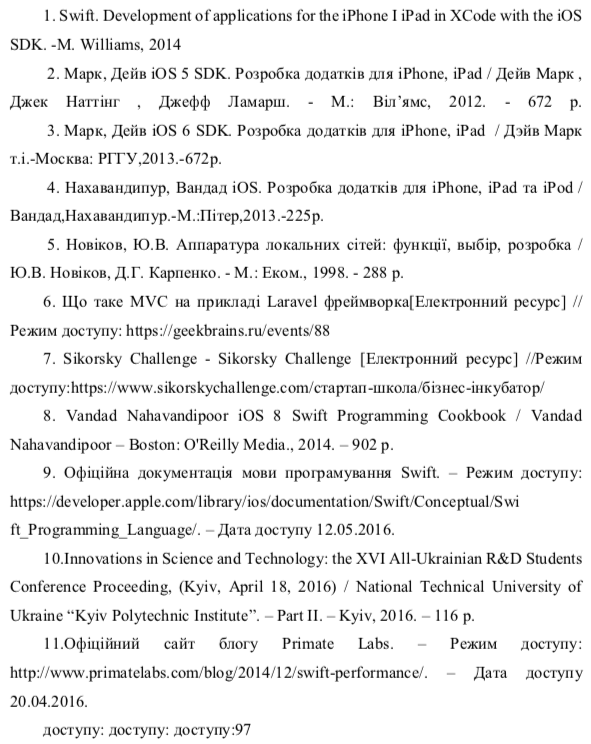 1. Swift. Development of applications for the iPhone I iPad in XCode with the iOS
SDK. -M. Williams, 2014
2. Марк, Дейв iOS 5 SDK. Розробка додатків для iPhone, iPad / Дейв Марк ,
Джек Наттінг , Джефф Ламарш. - М.: Віл’ямс, 2012. - 672 р.
3. Марк, Дейв iOS 6 SDK. Розробка додатків для iPhone, iPad / Дэйв Марк
т.і.-Москва: РГГУ,2013.-672р.
4. Нахавандипур, Вандад iOS. Розробка додатків для iPhone, iPad та iPod /
Вандад,Нахавандипур.-М.:Пітер,2013.-225р.
5. Новіков, Ю.В. Аппаратура локальних сітей: функції, выбір, розробка /
Ю.В. Новіков, Д.Г. Карпенко. - М.: Еком., 1998. - 288 р.
6. Що таке MVC на прикладі Laravel фреймворка[Електронний ресурс] //
Режим доступу: https://geekbrains.ru/events/88
7. Sikorsky Challenge - Sikorsky Challenge [Електронний ресурс] //Режим
доступу:https://www.sikorskychallenge.com/стартап-школа/бізнес-інкубатор/
8. Vandad Nahavandipoor iOS 8 Swift Programming Cookbook / Vandad
Nahavandipoor – Boston: O'Reilly Media., 2014. – 902 p.
9. Офіційна документація мови програмування Swift. – Режим доступу:
https://developer.apple.com/library/ios/documentation/Swift/Conceptual/Swi
ft_Programming_Language/. – Дата доступу 12.05.2016.
10.Innovations in Science and Technology: the XVI All-Ukrainian R&D Students
Conference Proceeding, (Kyiv, April 18, 2016) / National Technical University of
Ukraine “Kyiv Polytechnic Institute”. – Part II. – Kyiv, 2016. – 116 p.
11.Офіційний сайт блогу Primate Labs. – Режим доступу:
http://www.primatelabs.com/blog/2014/12/swift-performance/. – Дата доступу
20.04.2016.
доступу: доступу: доступу:97